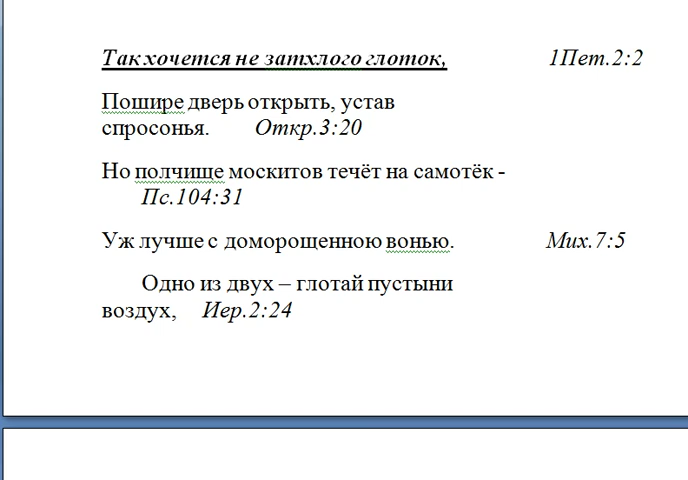 Так хочется не затхлого глоток, 1Пет.2:2
Пошире дверь открыть, устав
спросонья. Откр.3:20
Но полчище москитов течёт на самотёк -
Пс.104:31
Уж лучше с доморощенною вонью. Мих.7:5
Одно из двух – глотай пустыни
воздух, Иер.2:24